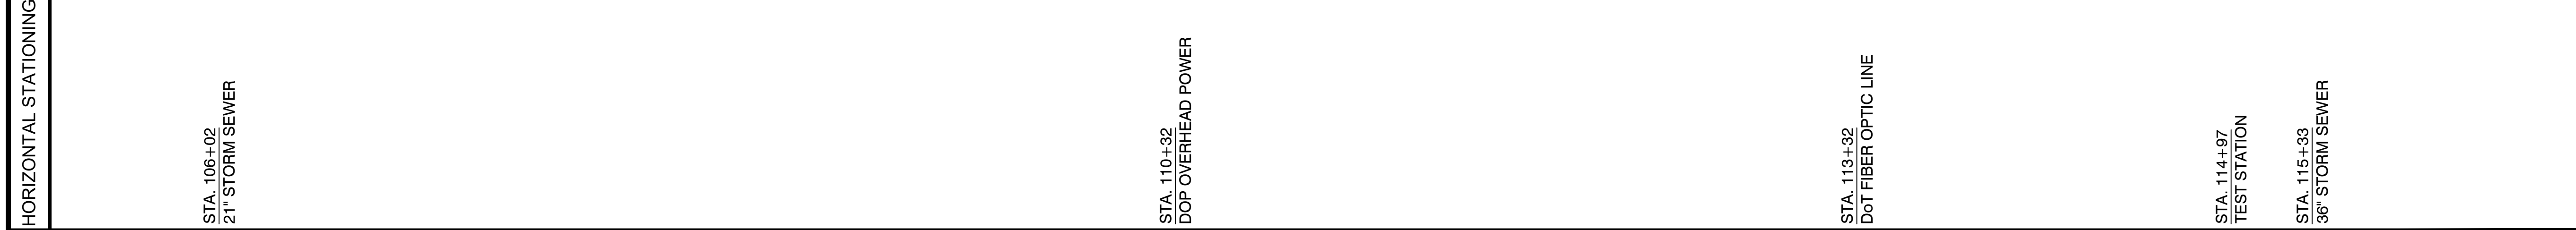 HORIZONTAL STATIONING
STA. 106+02
21" STORM SEWER
STA. 110+32
DOP OVERHEAD POWER
STA. 113+32
DoT FIBER OPTIC LINE
STA. 114+97
TEST STATION
STA. 115+33
36" STORM SEWER